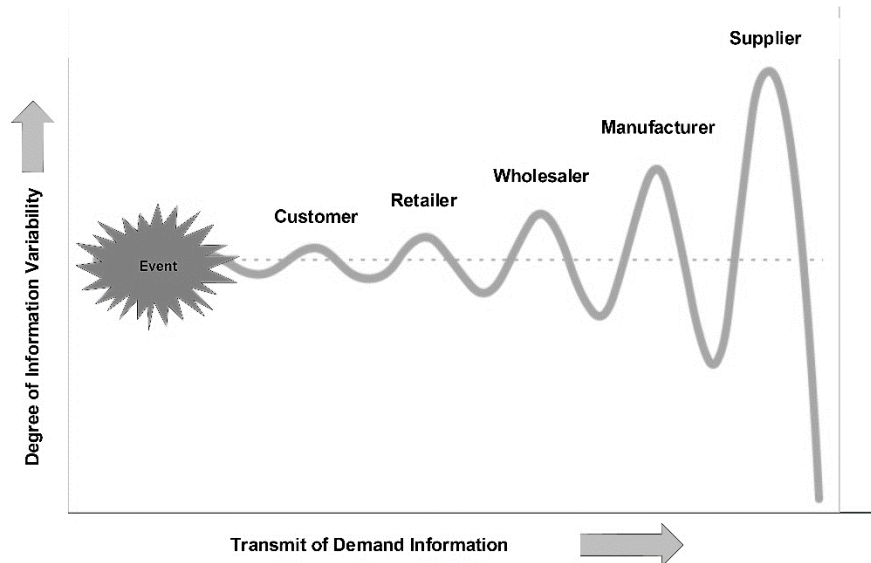 Supplier
Manufacturer
Wholesaler
Retailer
Customer
Event
Degree of Information Variability
Transmit of Demand Information